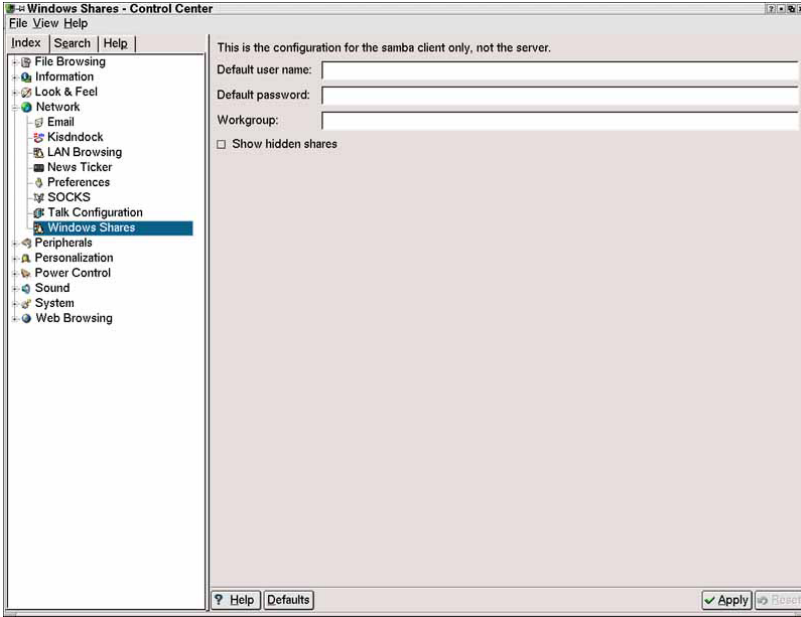 Windows Shares - Control Center
File View Help
Index Search Help
File Browsing
Information
Look & Feel
Network
Email
Kisdndock
LAN Browsing
News Ticker
Preferences
SOCKS
Talk Configuration
Windows Shares
Peripherals
Personalization
Power Control
Sound
System
Web Browsing
This is the configuration for the samba client only, not the server.
Default user name:
Default password:
Workgroup:
Show hidden shares
? Help Defaults
Apply Reset